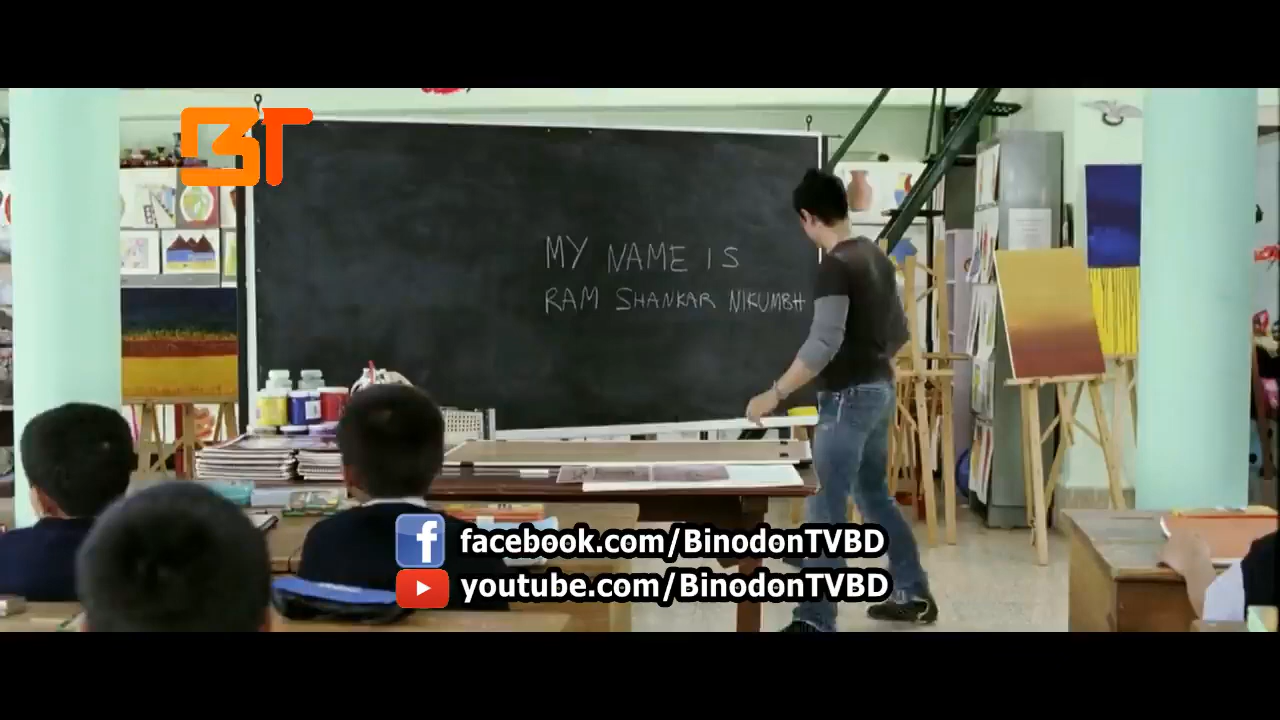 BT
MY NAME IS
RAM SHANKAR NIKUMBH
facebook.com/BinodonTVBD
youtube.com/BinodonTVBD